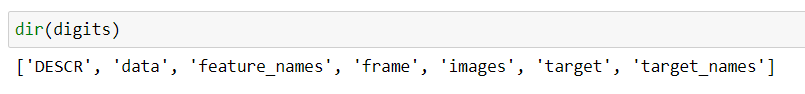 dir(digits)
['DESCR', 'data', 'feature_names', 'frame', 'images', 'target', 'target_names']